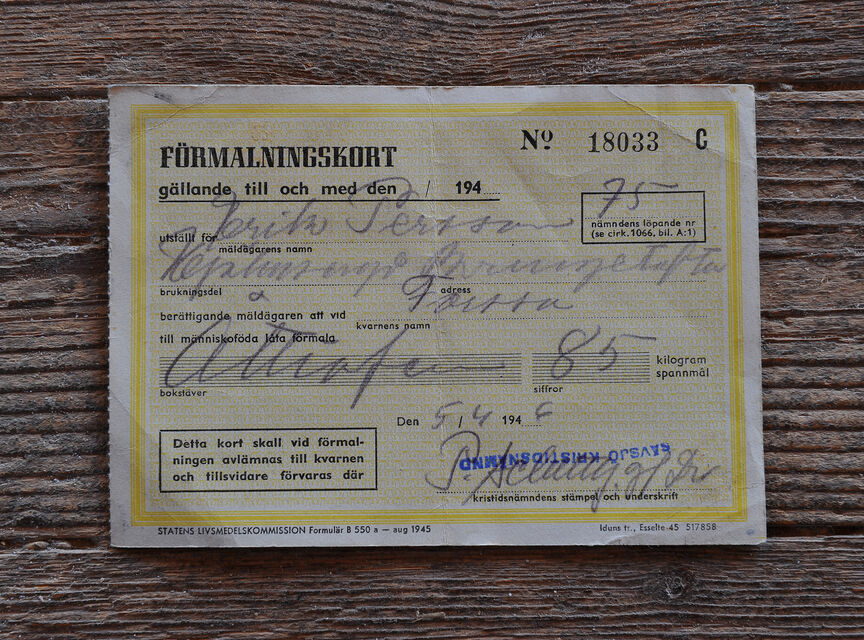 FÖRMALNINGSKORT
Nº 18033 C
gällande till och med den / 194
75
nämndens löpande nr
(se cirk. 1066, bil. A:1)
utställt för Erik Persson
mäldägarens namn
brukningsdel
adress
berättigande mäldägaren att vid Forssa
kvarnens namn
till människoföda låta förmala
Åttiofem 85 kilogram
spannmål
bokstäver siffror
Den 5/4 1946
Detta kort skall vid förmal-
ningen avlämnas till kvarnen
och tillsvidare förvaras där
SÄVSJÖ KRISTIDSNÄMND
kristidsnämndens stämpel och underskrift
STATENS LIVSMEDELSKOMMISSION Formulär B 550 a — aug 1945
Iduns tr., Esselte-45 517858